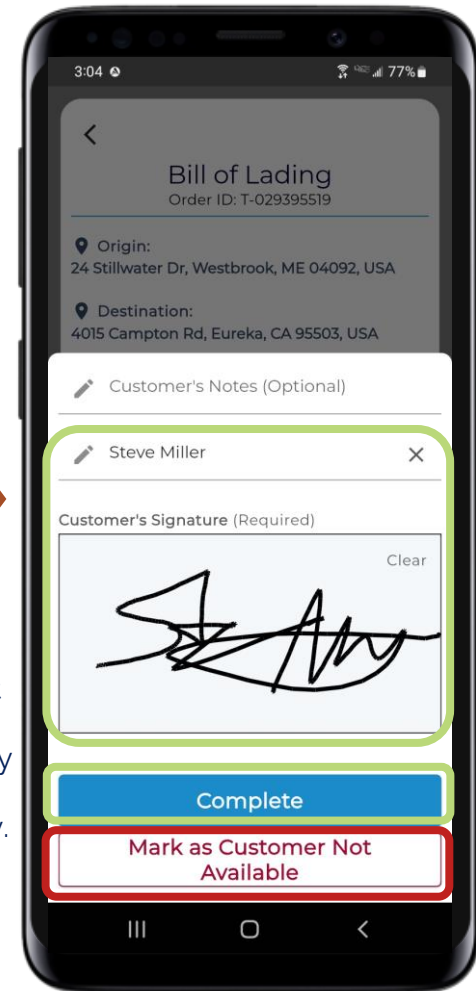 3:04
77%
Bill of Lading
Order ID: T-029395519
Origin:
24 Stillwater Dr, Westbrook, ME 04092, USA
Destination:
4015 Campton Rd, Eureka, CA 95503, USA
Customer's Notes (Optional)
Steve Miller
Customer's Signature (Required)
Clear
Complete
Mark as Customer Not
Available